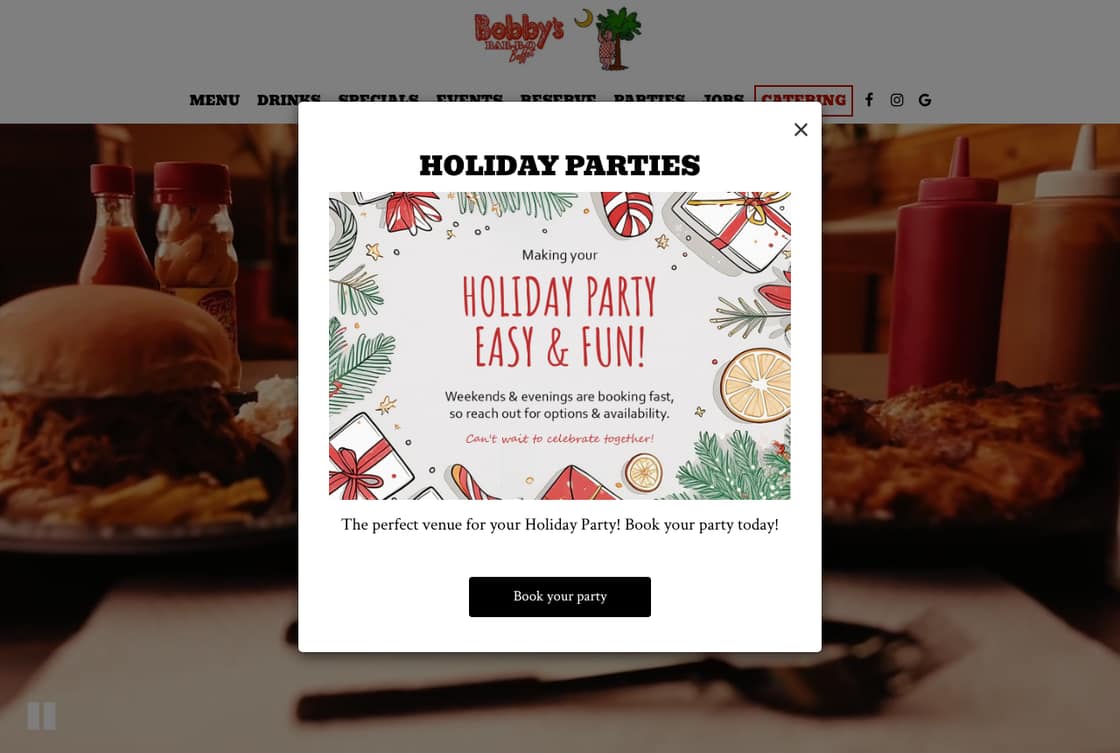 Bobby's
BAR-B-Q
Buffet
MENU DRINKS SPECIALS EVENTS RESERVE PARTIES JOBS CATERING
HOLIDAY PARTIES
Making your
HOLIDAY PARTY
EASY & FUN!
Weekends & evenings are booking fast,
so reach out for options & availability.
Can't wait to celebrate together!
The perfect venue for your Holiday Party! Book your party today!
Book your party